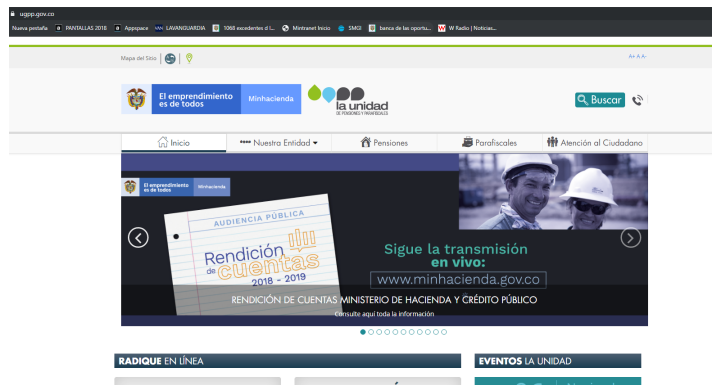 ugpp.gov.co
Nueva pestaña PANTALLAS 2018 Appspace LAVANGUARDIA 1068 excedentes d l... Mintranet Inicio SMGI banca de las oportu... W Radio | Noticias...
Mapa del Sitio
A+ A A-
El emprendimiento
es de todos
Minhacienda
la unidad
DE PENSIONES Y PARAFISCALES
Buscar
Inicio Nuestra Entidad Pensiones Parafiscales Atención al Ciudadano
El emprendimiento
es de todos
Minhacienda
AUDIENCIA PÚBLICA
Rendición
de cuentas
2018 - 2019
Sigue la transmisión
en vivo:
www.minhacienda.gov.co
RENDICIÓN DE CUENTAS MINISTERIO DE HACIENDA Y CRÉDITO PÚBLICO
Consulte aquí toda la información
RADIQUE EN LÍNEA
EVENTOS LA UNIDAD